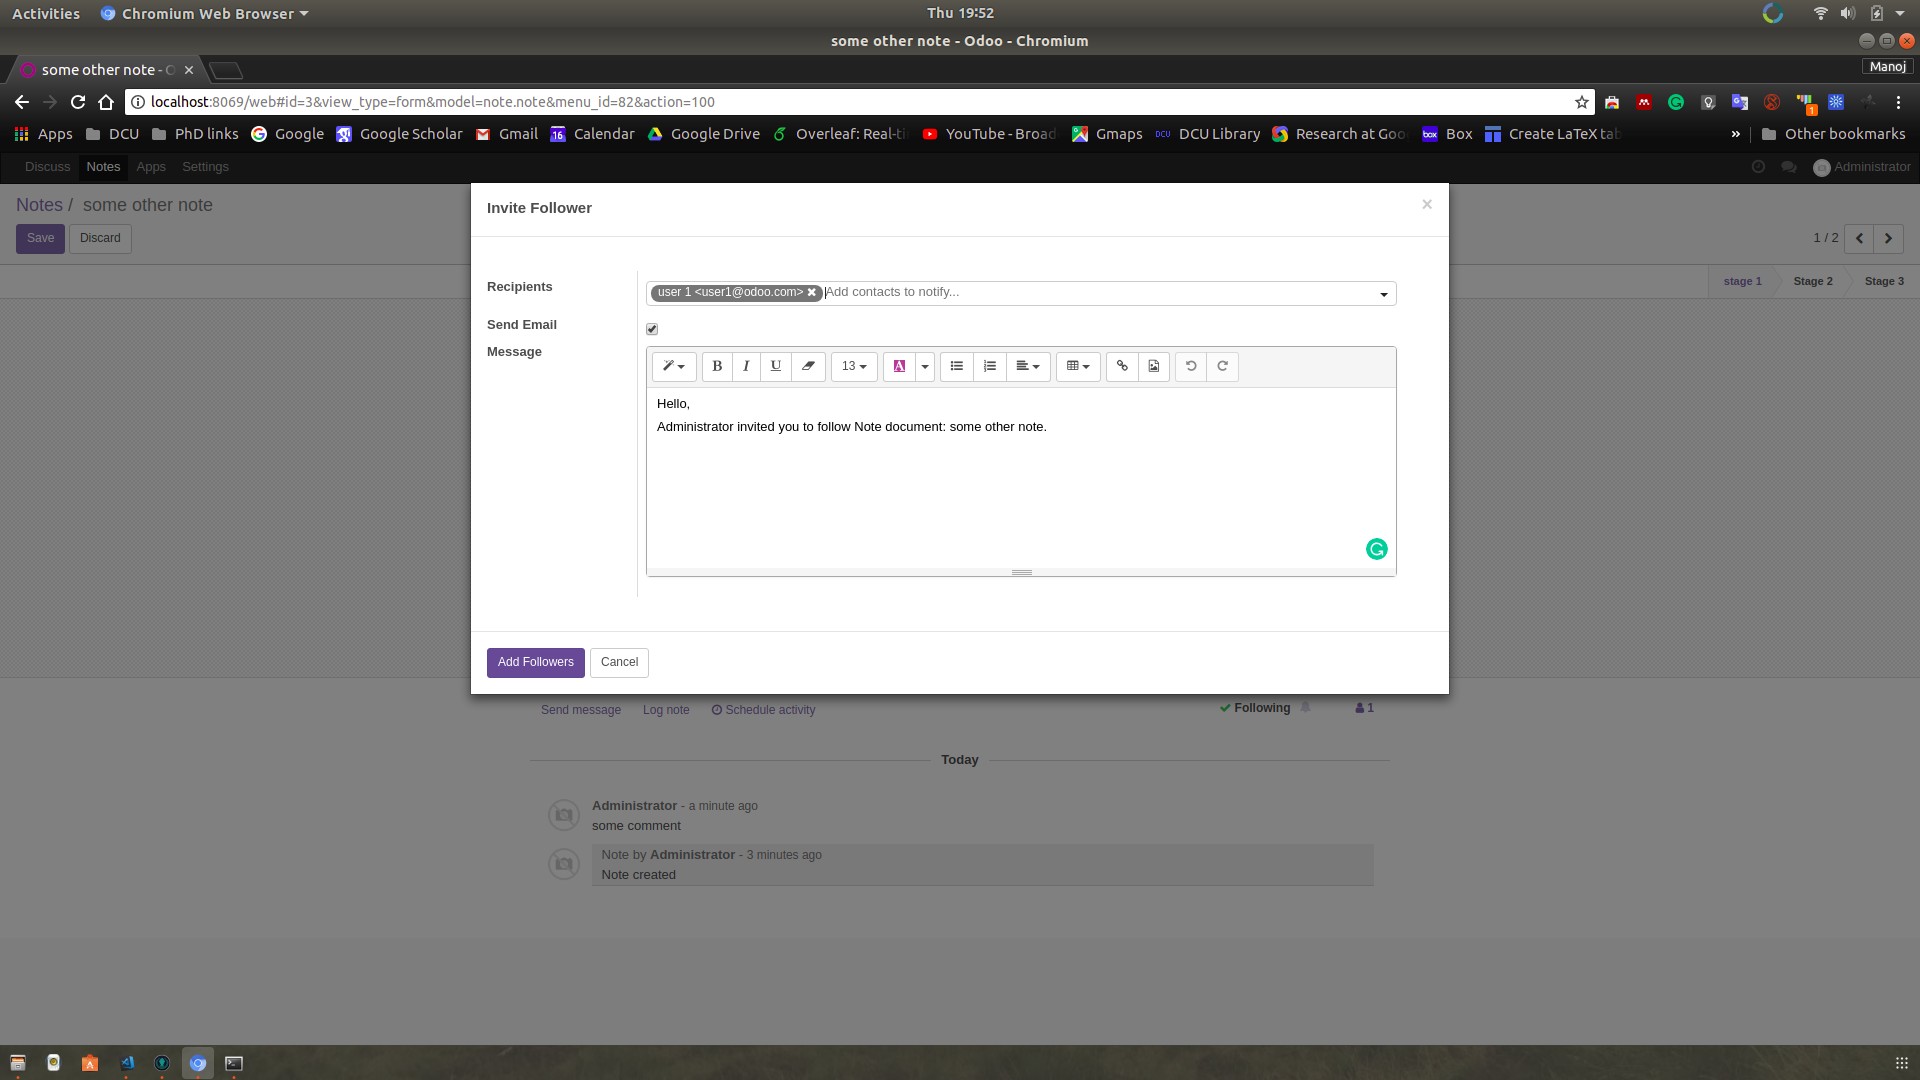 Activities Chromium Web Browser Thu 19:52
some other note - Odoo - Chromium
some other note - Manoj
localhost:8069/web#id=3&view_type=form&model=note.note&menu_id=82&action=100
Apps DCU PhD links Google Google Scholar Gmail 16 Calendar Google Drive Overleaf: Real-ti YouTube - Broad Gmaps DCU DCU Library Research at Goo box Box Create LaTeX tab » Other bookmarks
Discuss Notes Apps Settings Administrator
Notes / some other note
Save Discard 1 / 2
stage 1 Stage 2 Stage 3
Invite Follower ×
Recipients user 1 <user1@odoo.com> Add contacts to notify...
Send Email
Message
B I U 13 A
Hello,
Administrator invited you to follow Note document: some other note.
Add Followers Cancel
Send message Log note Schedule activity Following 1
Today
Administrator - a minute ago
some comment
Note by Administrator - 3 minutes ago
Note created